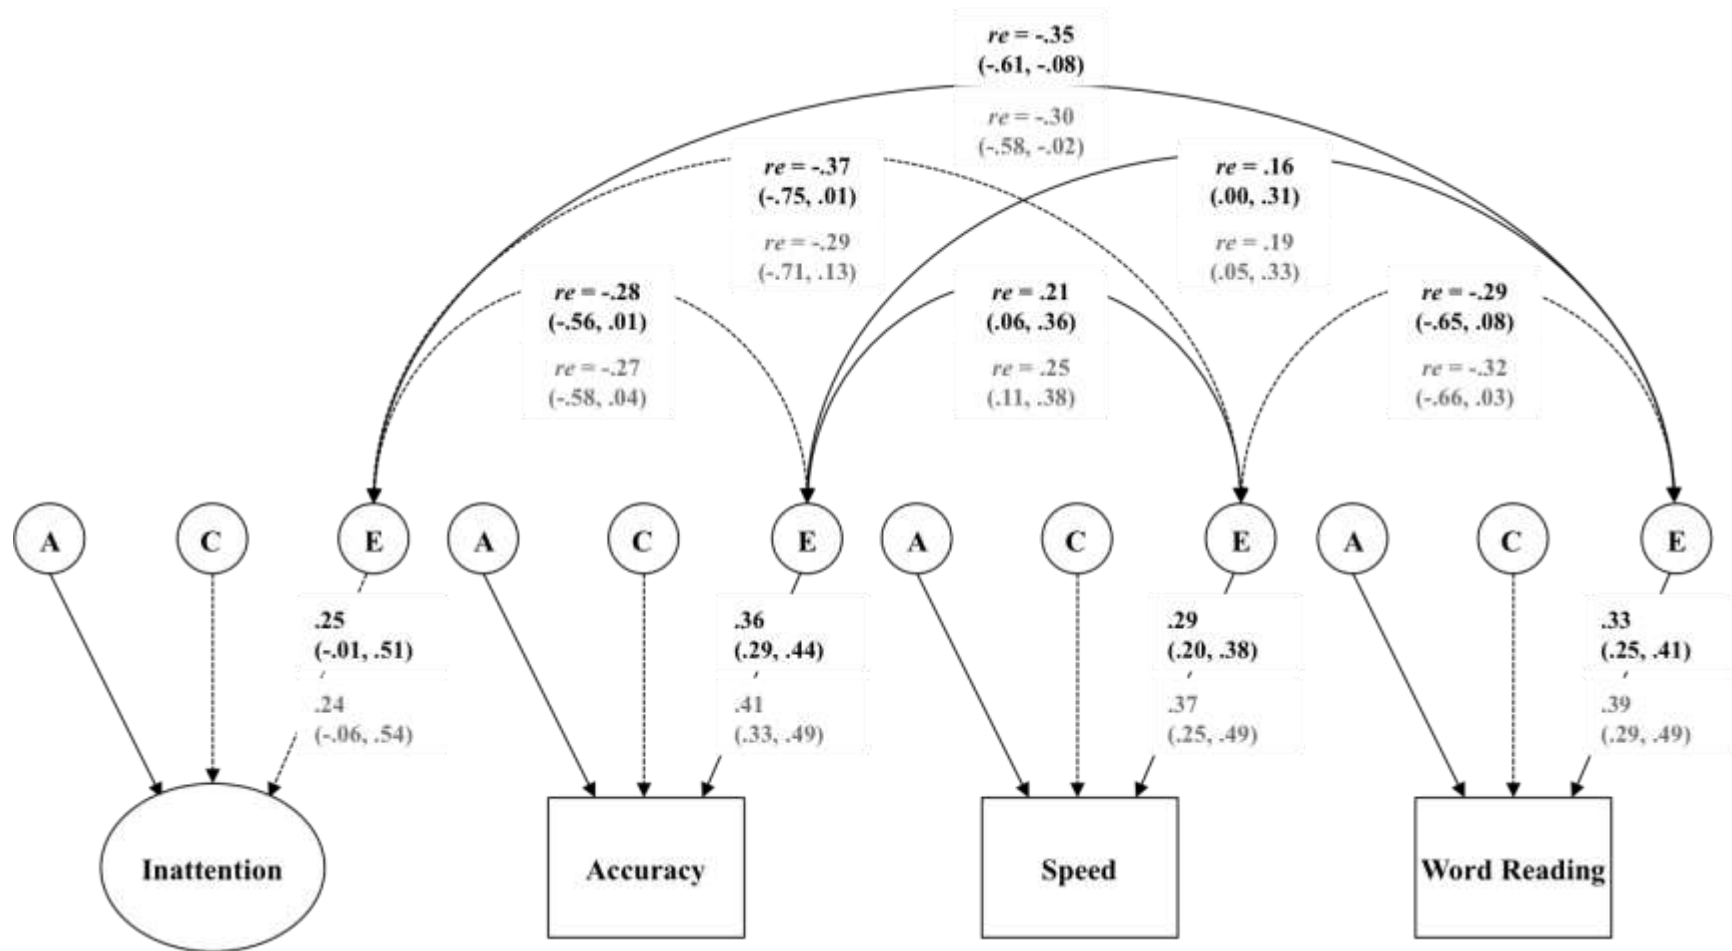 re = -.35
(-.61, -.08)
re = -.30
(-.58, -.02)
re = -.37
(-.75, .01)
re = -.29
(-.71, .13)
re = .16
(.00, .31)
re = .19
(.05, .33)
re = -.28
(-.56, .01)
re = -.27
(-.58, .04)
re = .21
(.06, .36)
re = .25
(.11, .38)
re = -.29
(-.65, .08)
re = -.32
(-.66, .03)
A C E A C E A C E A C E
.25
(-.01, .51)
.24
(-.06, .54)
.36
(.29, .44)
.41
(.33, .49)
.29
(.20, .38)
.37
(.25, .49)
.33
(.25, .41)
.39
(.29, .49)
Inattention
Accuracy
Speed
Word Reading